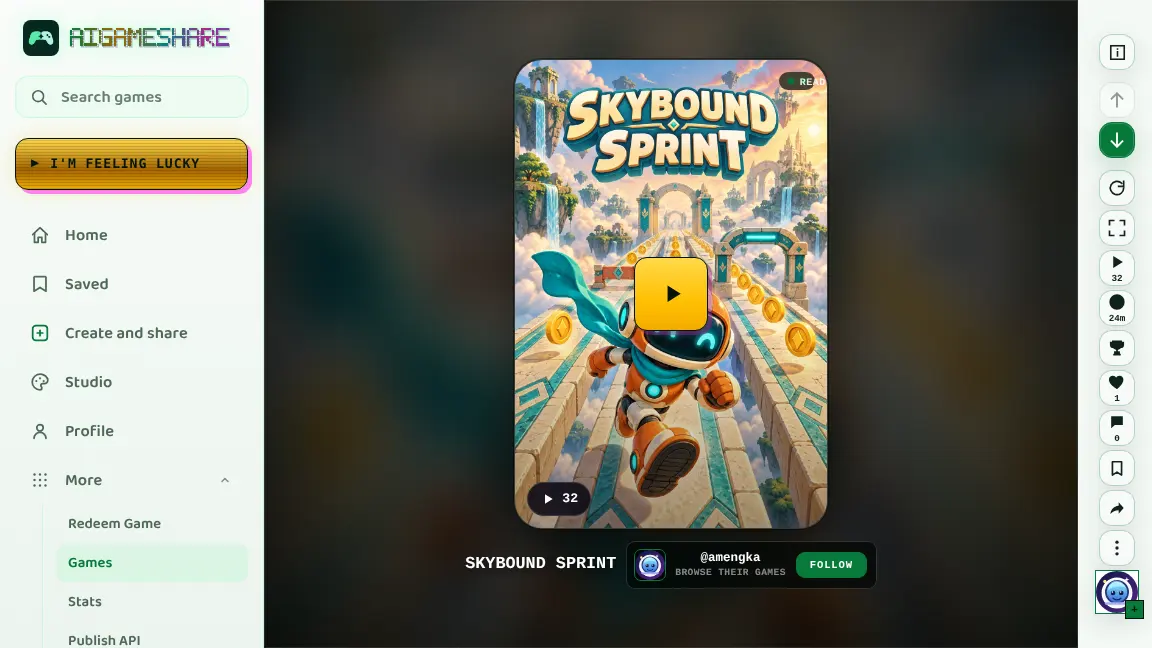 AIGAMESHARE
Search games
I'M FEELING LUCKY
Home
Saved
Create and share
Studio
Profile
More
Redeem Game
Games
Stats
Publish API
READ
SKYBOUND
SPRINT
32
SKYBOUND SPRINT
@amengka
BROWSE THEIR GAMES
FOLLOW
32
24m
1
0